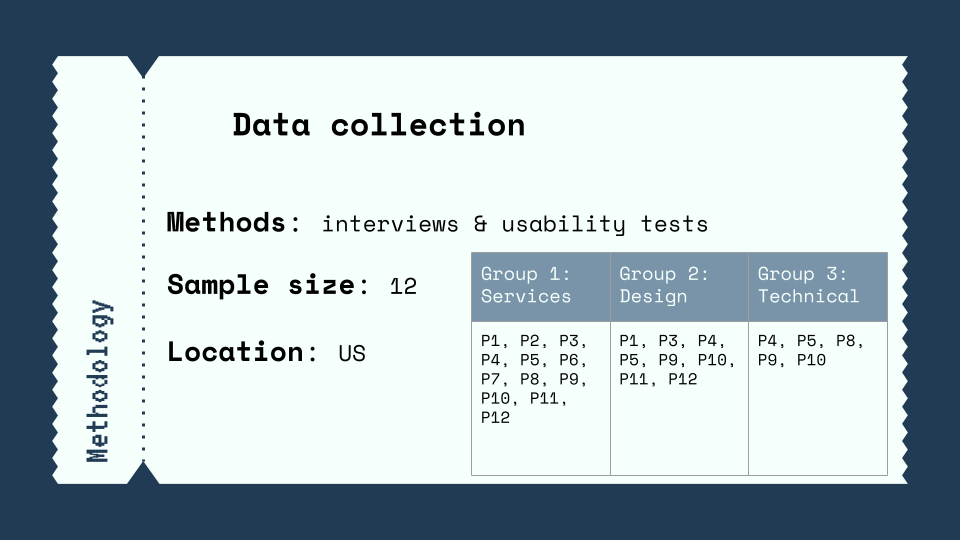 Data collection
Methods: interviews & usability tests
Sample size: 12
Location: US
Group 1:
Services
Group 2:
Design
Group 3:
Technical
P1, P2, P3,
P4, P5, P6,
P7, P8, P9,
P10, P11,
P12
P1, P3, P4,
P5, P9, P10,
P11, P12
P4, P5, P8,
P9, P10
Methodology